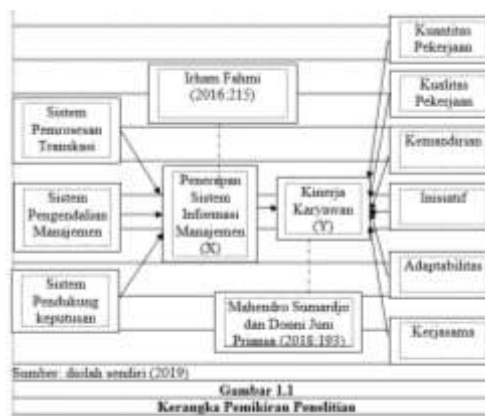 Kuantitas
Pekerjaan
Irham Fahmi
(2016:215)
Kualitas
Pekerjaan
Sistem
Pemrosesan
Transkasi
Kemandirian
Penerapan
Sistem
Informasi
Manajemen
(X)
Sistem
Pengendalian
Manajemen
Kinerja
Karyawan
(Y)
Inisiatif
Sistem
Pendukung
keputusan
Adaptabilitas
Mahendro Sumardjo
dan Donni Juni
Priansa (2018:193)
Kerjasama
Sumber: diolah sendiri (2019)
Gambar 1.1
Kerangka Pemikiran Penelitian